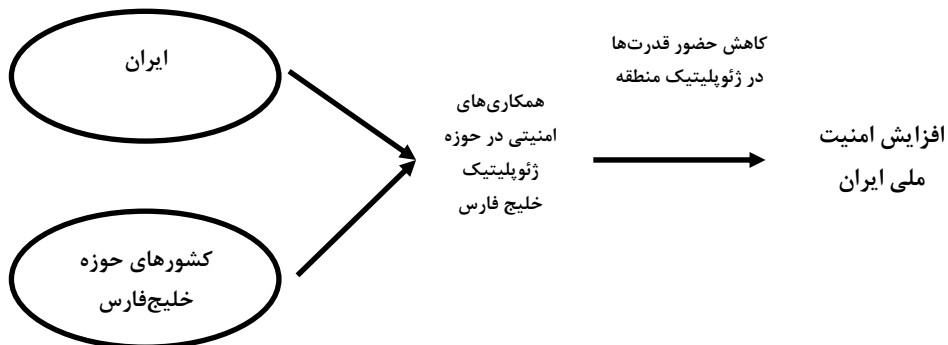 ایران
کشورهای حوزه
خلیج‌فارس
همکاری‌های
امنیتی در حوزه
ژئوپلیتیک
خلیج فارس
کاهش حضور قدرت‌ها
در ژئوپلیتیک منطقه
افزایش امنیت
ملی ایران